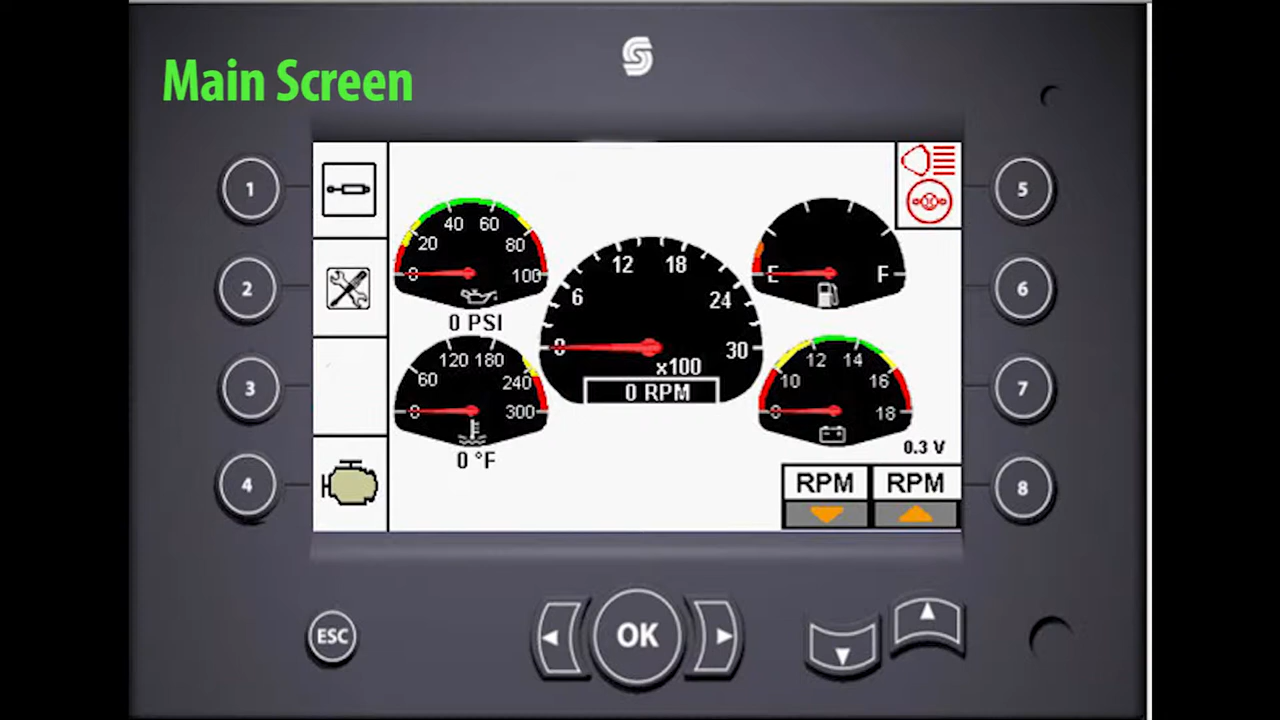 Main Screen
1
5
40 60
20 80
0 100
0 PSI
2
12 18
6 24
0 30
x100
0 RPM
E F
6
120 180
60 240
0 300
0 °F
3
12 14
10 16
0 18
0.3 V
7
4
RPM RPM
8
ESC
OK